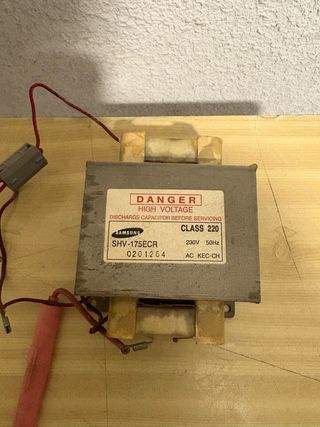 DANGER
HIGH VOLTAGE
DISCHARGE CAPACITOR BEFORE SERVICING
SAMSUNG CLASS 220
SHV-175ECR 230V 50Hz
0201264 AC KEC-CH